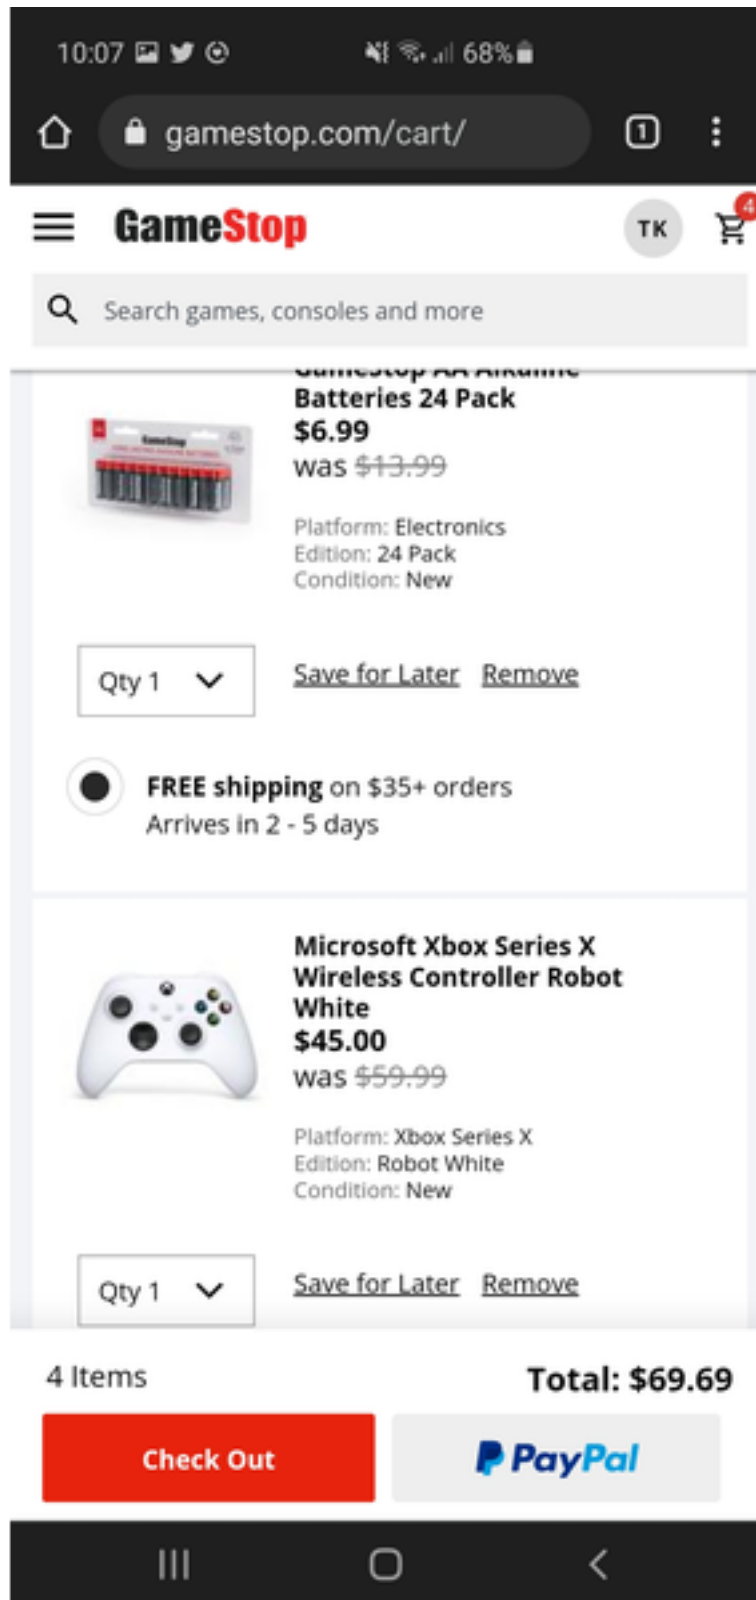 10:07 68%
gamestop.com/cart/ 1
GameStop TK 4
Search games, consoles and more
GameStop AA Alkaline
Batteries 24 Pack
$6.99
was $13.99
Platform: Electronics
Edition: 24 Pack
Condition: New
Qty 1 Save for Later Remove
FREE shipping on $35+ orders
Arrives in 2 - 5 days
Microsoft Xbox Series X
Wireless Controller Robot
White
$45.00
was $59.99
Platform: Xbox Series X
Edition: Robot White
Condition: New
Qty 1 Save for Later Remove
4 Items Total: $69.69
Check Out PayPal